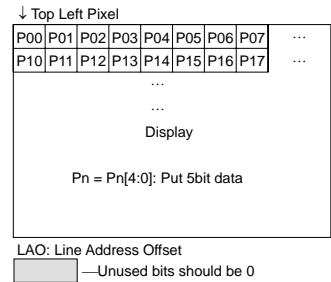 ↓ Top Left Pixel
P00 P01 P02 P03 P04 P05 P06 P07 …
P10 P11 P12 P13 P14 P15 P16 P17 …
…
…
Display
Pn = Pn[4:0]: Put 5bit data
LAO: Line Address Offset
—Unused bits should be 0